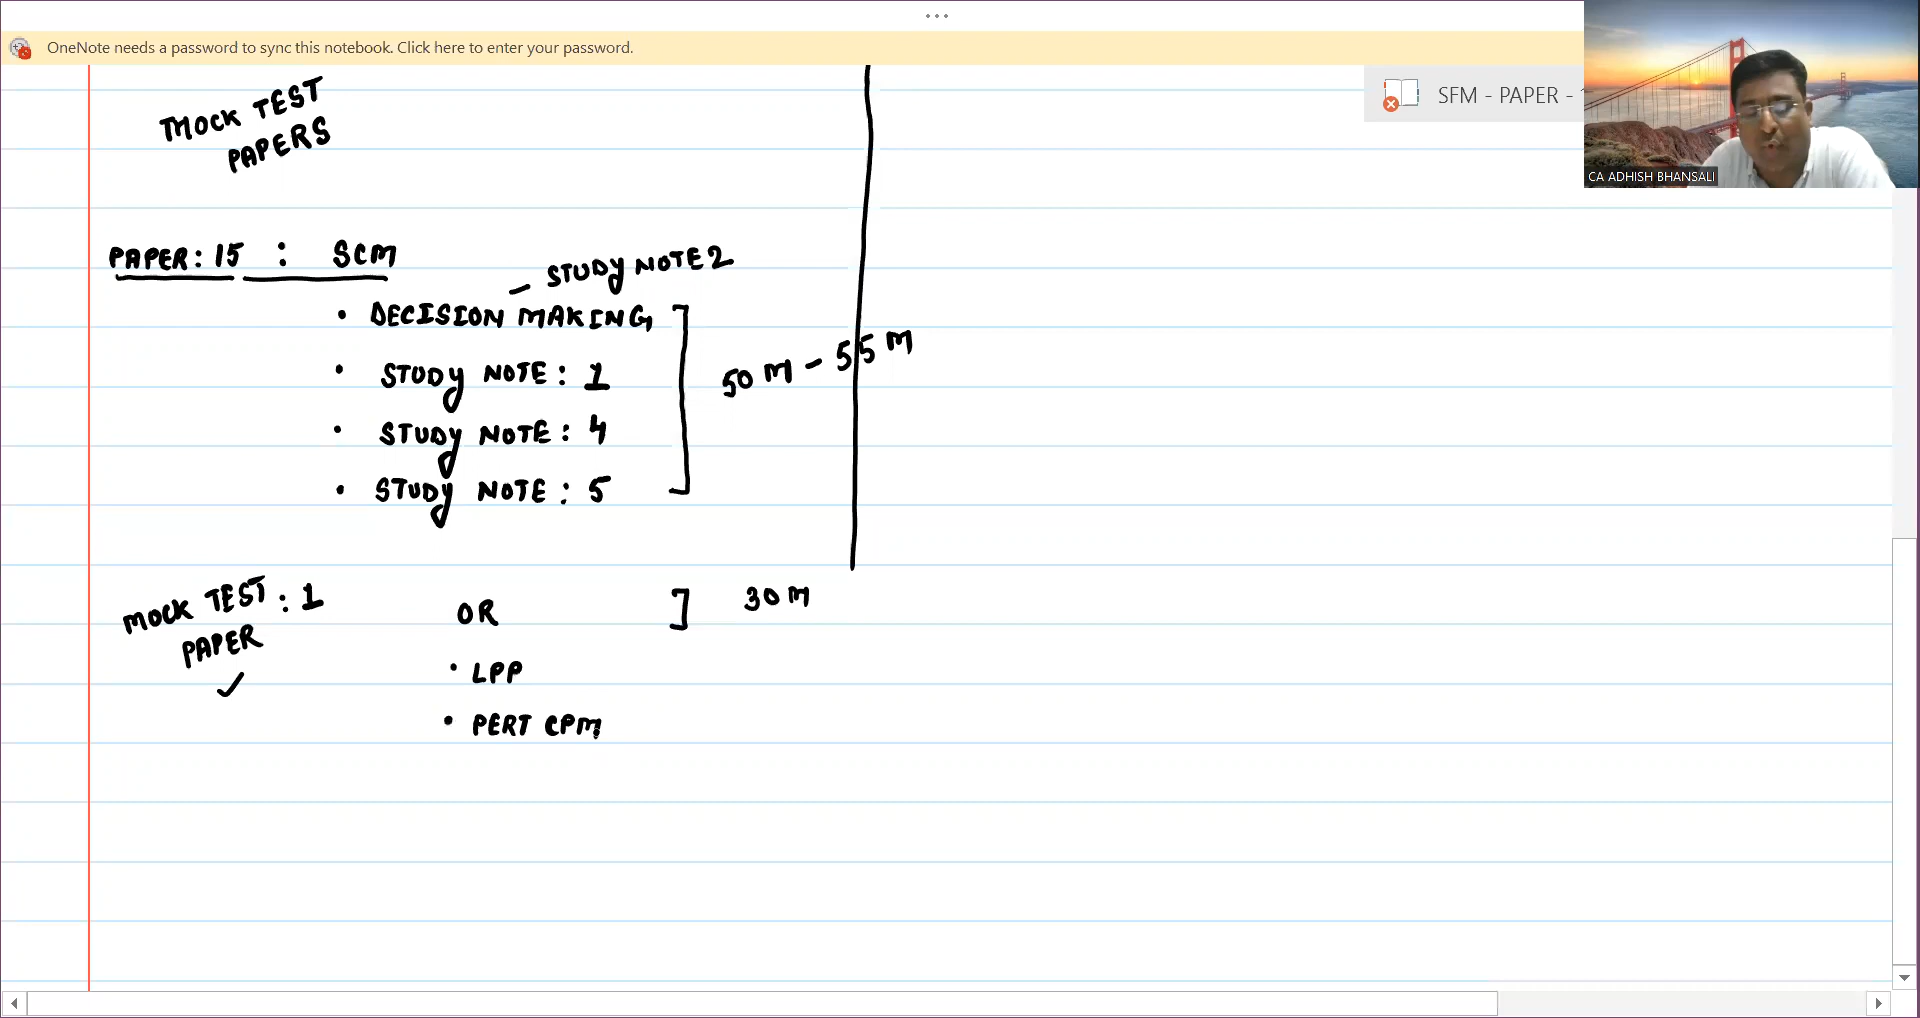 OneNote needs a password to sync this notebook. Click here to enter your password.
SFM - PAPER -
CA ADHISH BHANSALI
MOCK TEST
PAPERS
PAPER: 15 : SCM
- STUDY NOTE 2
• DECISION MAKING
• STUDY NOTE: 1
50 M - 55 M
• STUDY NOTE: 4
• STUDY NOTE: 5
MOCK TEST: 1
PAPER
OR ] 30 M
• LPP
• PERT CPM